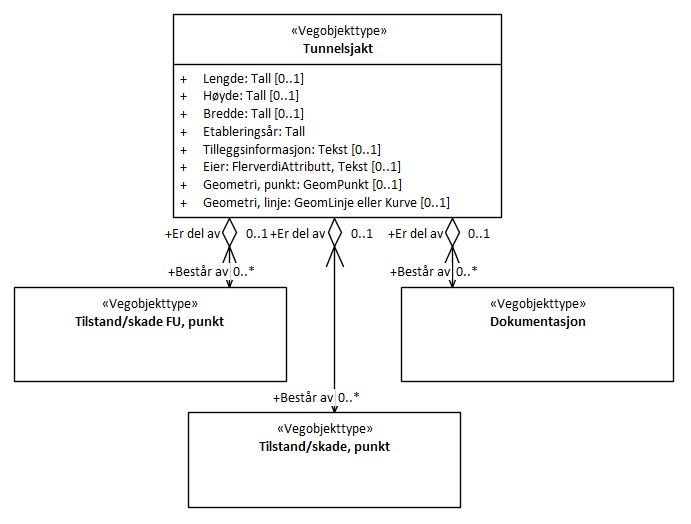 «Vegobjekttype»
Tunnelsjakt
+ Lengde: Tall [0..1]
+ Høyde: Tall [0..1]
+ Bredde: Tall [0..1]
+ Etableringsår: Tall
+ Tilleggsinformasjon: Tekst [0..1]
+ Eier: FlerverdiAttributt, Tekst [0..1]
+ Geometri, punkt: GeomPunkt [0..1]
+ Geometri, linje: GeomLinje eller Kurve [0..1]
+Er del av 0..1 +Er del av 0..1 +Er del av 0..1
+Består av 0..* +Består av 0..*
«Vegobjekttype»
Tilstand/skade FU, punkt
«Vegobjekttype»
Dokumentasjon
+Består av 0..*
«Vegobjekttype»
Tilstand/skade, punkt